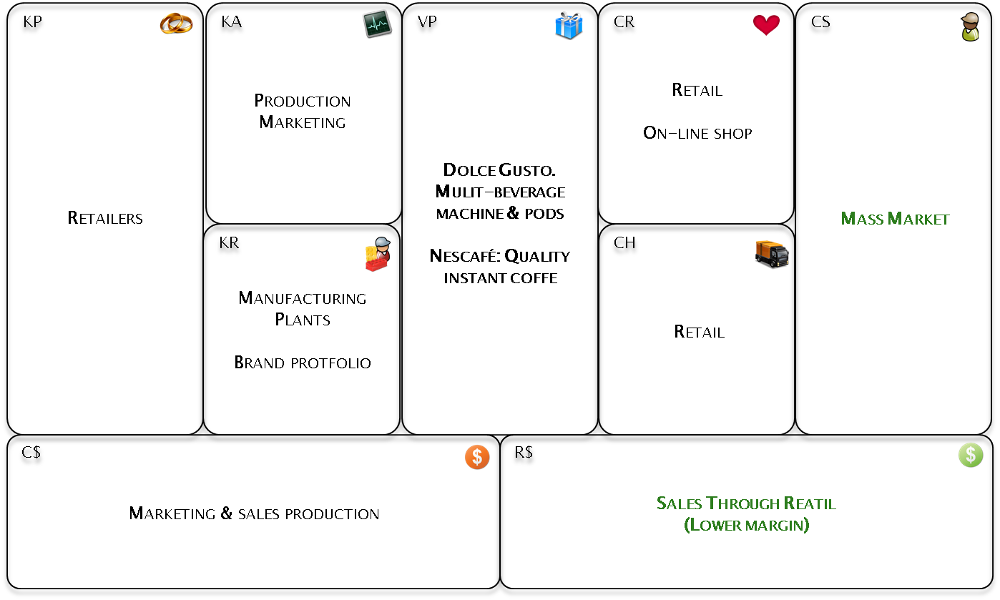 KP
Retailers
KA
Production
Marketing
KR
Manufacturing
Plants
Brand protfolio
VP
Dolce Gusto.
Mulit-beverage
machine & pods
Nescafé: Quality
instant coffe
CR
Retail
On-line shop
CH
Retail
CS
Mass Market
C$
$
Marketing & sales production
R$
$
Sales Through Reatil
(Lower margin)